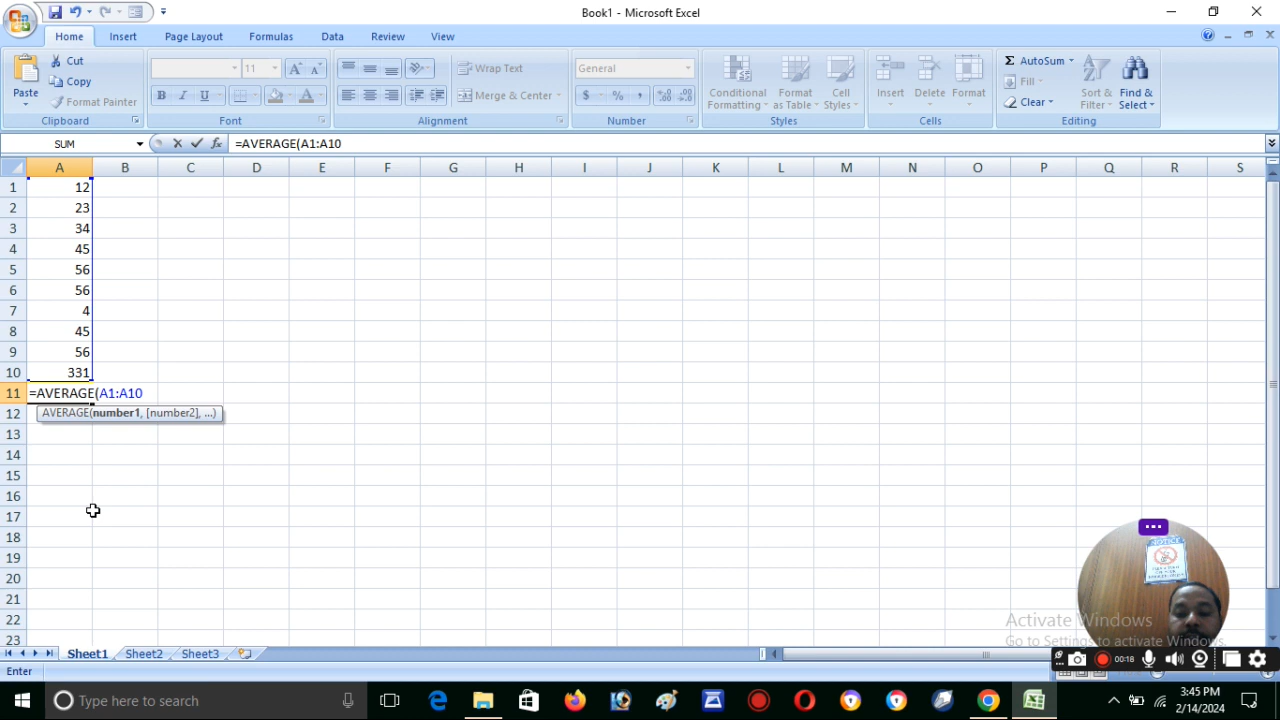 Book1 - Microsoft Excel
Home Insert Page Layout Formulas Data Review View
Paste
Cut
Copy
Format Painter
Clipboard
11 A A
B I U
Font
Wrap Text
Merge & Center
Alignment
General
$ % ,
Number
Conditional Formatting
Format as Table
Cell Styles
Styles
Insert
Delete
Format
Cells
Σ AutoSum
Fill
Clear
Sort & Filter
Find & Select
Editing
SUM
fx =AVERAGE(A1:A10
A B C D E F G H I J K L M N O P Q R S
1 12
2 23
3 34
4 45
5 56
6 56
7 4
8 45
9 56
10 331
11 =AVERAGE(A1:A10
12 AVERAGE(number1, [number2], ...)
13
14
15
16
17
18
19
20
21
22
23
NOTICE
Activate Windows
Go to Settings to activate Windows.
Sheet1 Sheet2 Sheet3
00:18
Enter
Type here to search
3:45 PM
2/14/2024